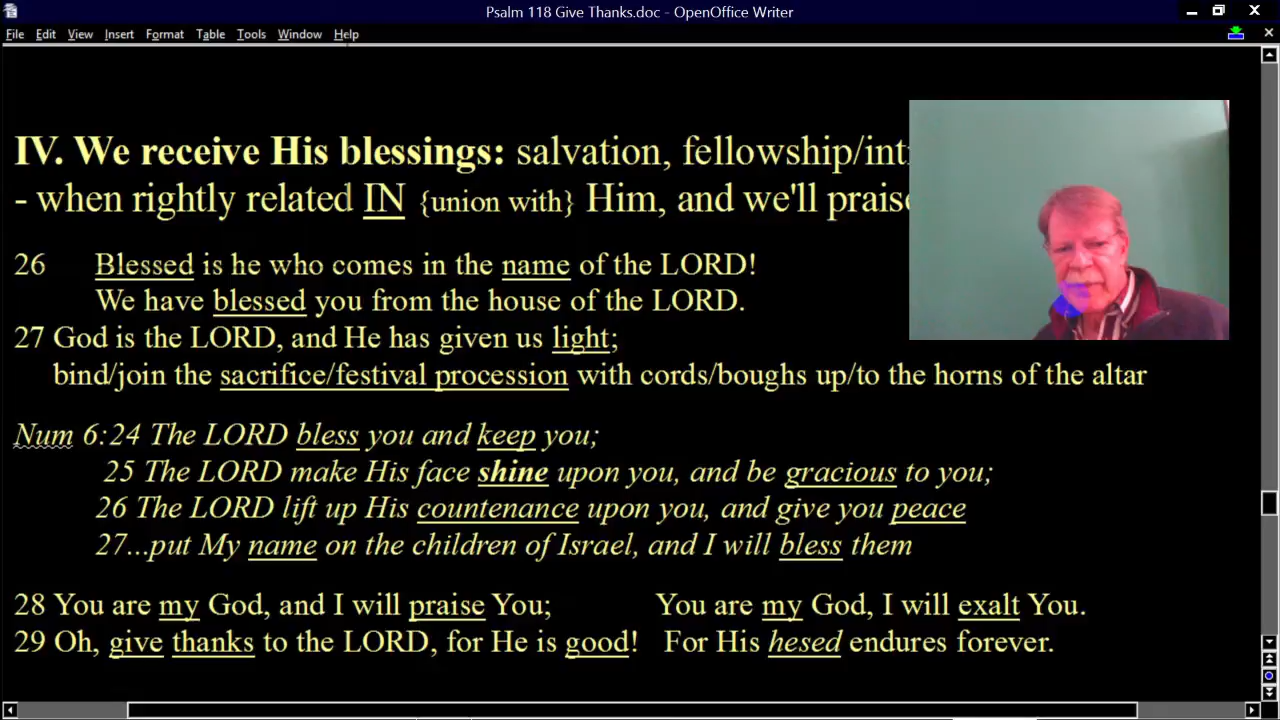 Psalm 118 Give Thanks.doc - OpenOffice Writer
File Edit View Insert Format Table Tools Window Help
IV. We receive His blessings: salvation, fellowship/
- when rightly related IN {union with} Him, and we'll praise
26 Blessed is he who comes in the name of the LORD!
We have blessed you from the house of the LORD.
27 God is the LORD, and He has given us light;
bind/join the sacrifice/festival procession with cords/boughs up/to the horns of the altar
Num 6:24 The LORD bless you and keep you;
25 The LORD make His face shine upon you, and be gracious to you;
26 The LORD lift up His countenance upon you, and give you peace
27...put My name on the children of Israel, and I will bless them
28 You are my God, and I will praise You; You are my God, I will exalt You.
29 Oh, give thanks to the LORD, for He is good! For His hesed endures forever.